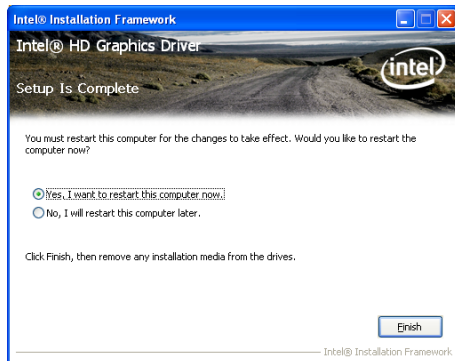 Intel® Installation Framework
Intel® HD Graphics Driver
intel
Setup Is Complete
You must restart this computer for the changes to take effect. Would you like to restart the
computer now?
Yes, I want to restart this computer now.
No, I will restart this computer later.
Click Finish, then remove any installation media from the drives.
Finish
Intel® Installation Framework